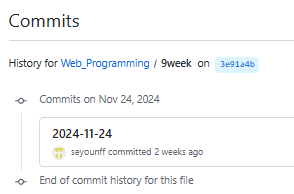 Commits
History for Web_Programming / 9week on 3e91a4b
Commits on Nov 24, 2024
2024-11-24
seyounff committed 2 weeks ago
End of commit history for this file